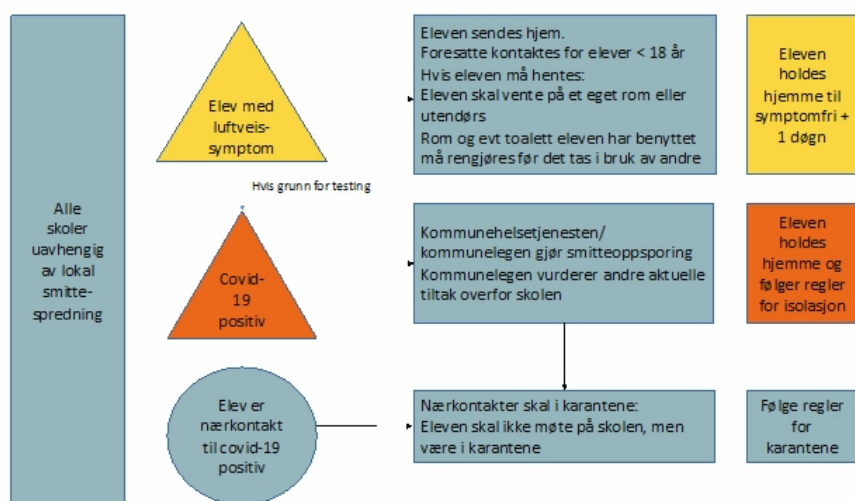 Alle
skoler
uavhengig
av lokal
smitte-
spredning
Elev med
luftveis-
symptom
Eleven sendes hjem.
Foresatte kontaktes for elever < 18 år
Hvis eleven må hentes:
Eleven skal vente på et eget rom eller
utendørs
Rom og evt toalett eleven har benyttet
må rengjøres før det tas i bruk av andre
Eleven
holdes
hjemme til
symptomfri +
1 døgn
Hvis grunn for testing
Covid-
19
positiv
Kommunehelsetjenesten/
kommunelegen gjør smitteoppsporing
Kommunelegen vurderer andre aktuelle
tiltak overfor skolen
Eleven
holdes
hjemme og
følger regler
for isolasjon
Elev er
nærkontakt
til covid-19
positiv
Nærkontakter skal i karantene:
Eleven skal ikke møte på skolen, men
være i karantene
Følge regler
for
karantene